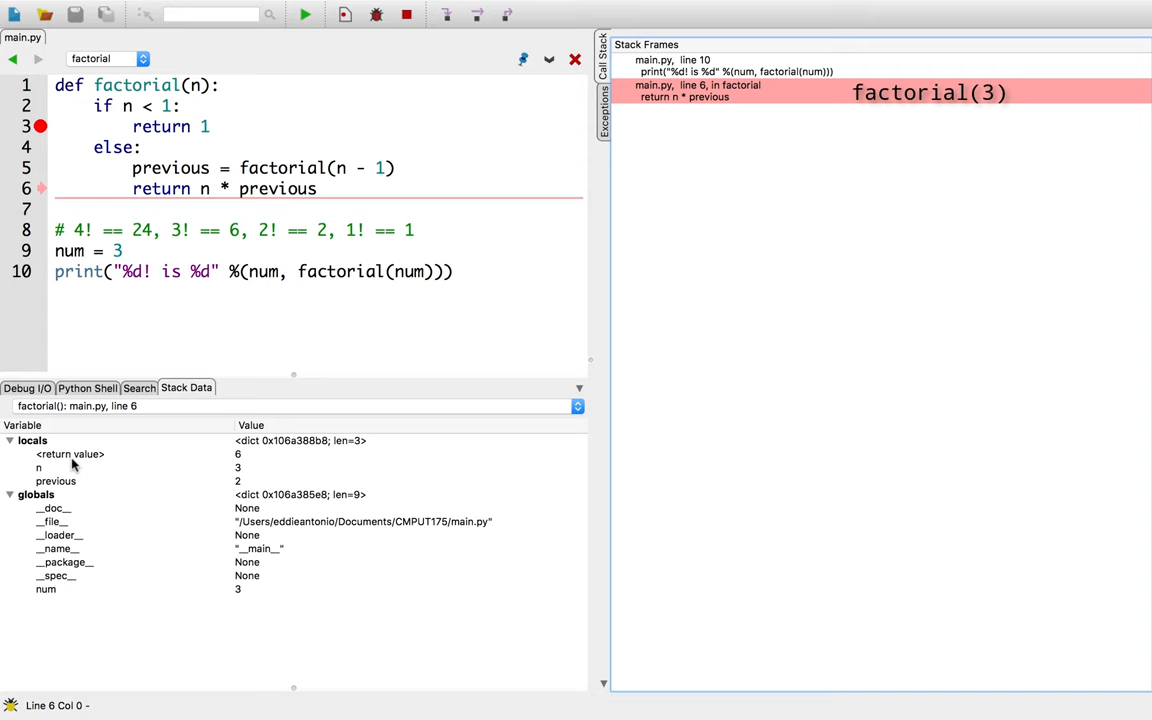 main.py
factorial
1 def factorial(n):
2 if n < 1:
3 return 1
4 else:
5 previous = factorial(n - 1)
6 return n * previous
7
8 # 4! == 24, 3! == 6, 2! == 2, 1! == 1
9 num = 3
10 print("%d! is %d" %(num, factorial(num)))
Call Stack
Exceptions
Stack Frames
main.py, line 10
print("%d! is %d" %(num, factorial(num)))
main.py, line 6, in factorial
return n * previous
factorial(3)
Debug I/O Python Shell Search Stack Data
factorial(): main.py, line 6
Variable Value
locals <dict 0x106a388b8; len=3>
<return value> 6
n 3
previous 2
globals <dict 0x106a385e8; len=9>
__doc__ None
__file__ "/Users/eddieantonio/Documents/CMPUT175/main.py"
__loader__ None
__name__ "__main__"
__package__ None
__spec__ None
num 3
Line 6 Col 0 -